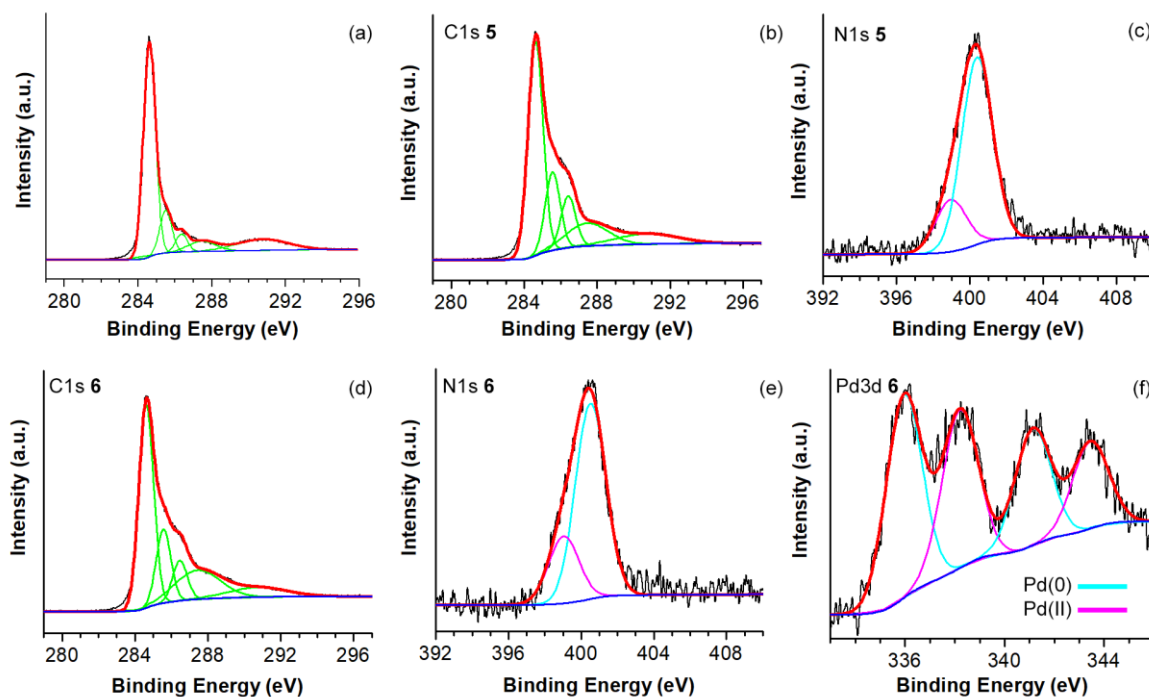 (a)
Intensity (a.u.)
280 284 288 292 296
Binding Energy (eV)
C1s 5 (b)
Intensity (a.u.)
280 284 288 292 296
Binding Energy (eV)
N1s 5 (c)
Intensity (a.u.)
392 396 400 404 408
Binding Energy (eV)
C1s 6 (d)
Intensity (a.u.)
280 284 288 292 296
Binding Energy (eV)
N1s 6 (e)
Intensity (a.u.)
392 396 400 404 408
Binding Energy (eV)
Pd3d 6 (f)
Intensity (a.u.)
Pd(0)
Pd(II)
336 340 344
Binding Energy (eV)